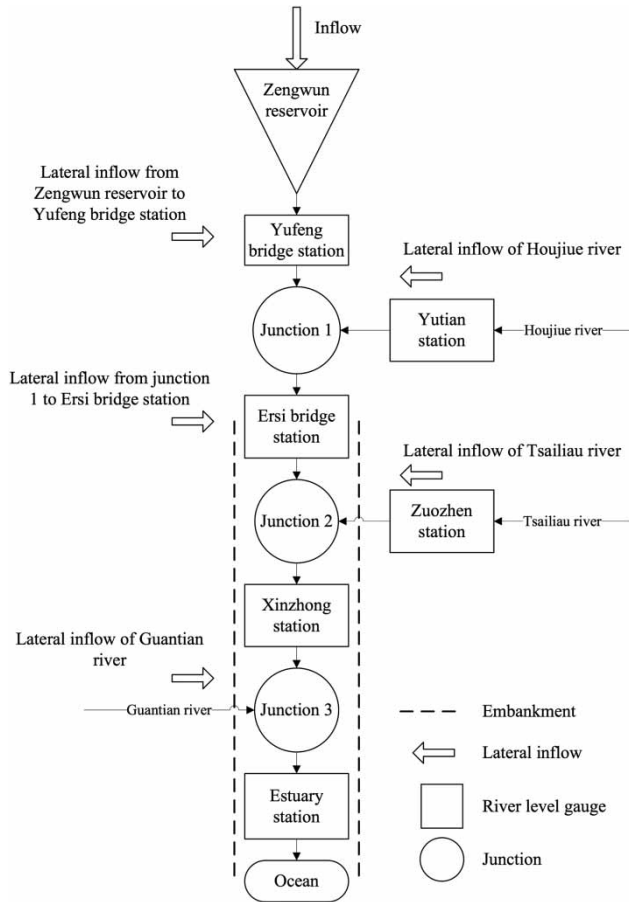 Inflow
Zengwun
reservoir
Lateral inflow from
Zengwun reservoir to
Yufeng bridge station
Yufeng
bridge station
Lateral inflow of Houjiue river
Junction 1
Yutian
station
Houjiue river
Lateral inflow from junction
1 to Ersi bridge station
Ersi bridge
station
Lateral inflow of Tsailiau river
Junction 2
Zuozhen
station
Tsailiau river
Xinzhong
station
Lateral inflow of Guantian
river
Guantian river
Junction 3
Estuary
station
Ocean
Embankment
Lateral inflow
River level gauge
Junction